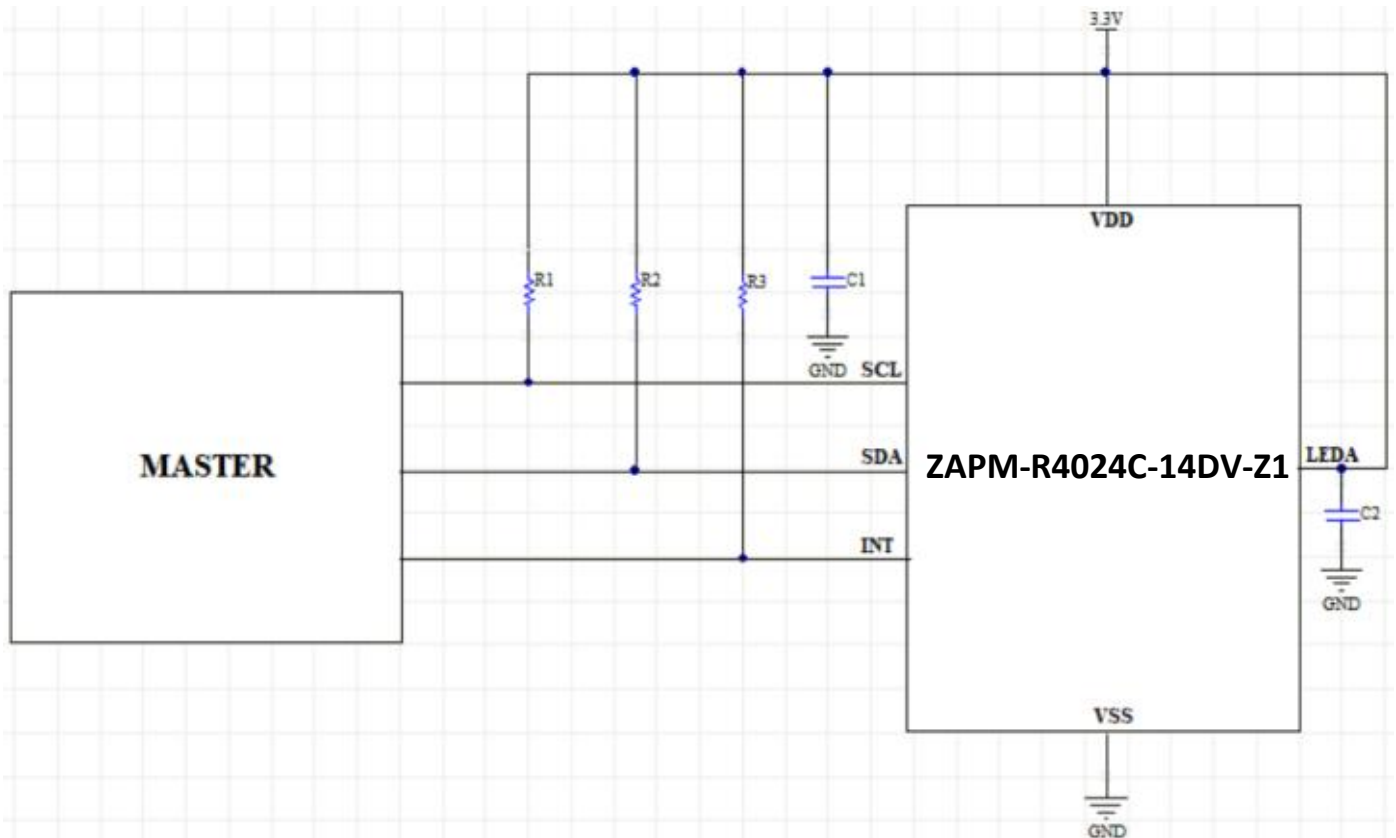 3.3V
VDD
R1
R2
R3
C1
GND
SCL
MASTER
SDA
ZAPM-R4024C-14DV-Z1
LEDA
C2
INT
GND
VSS
GND